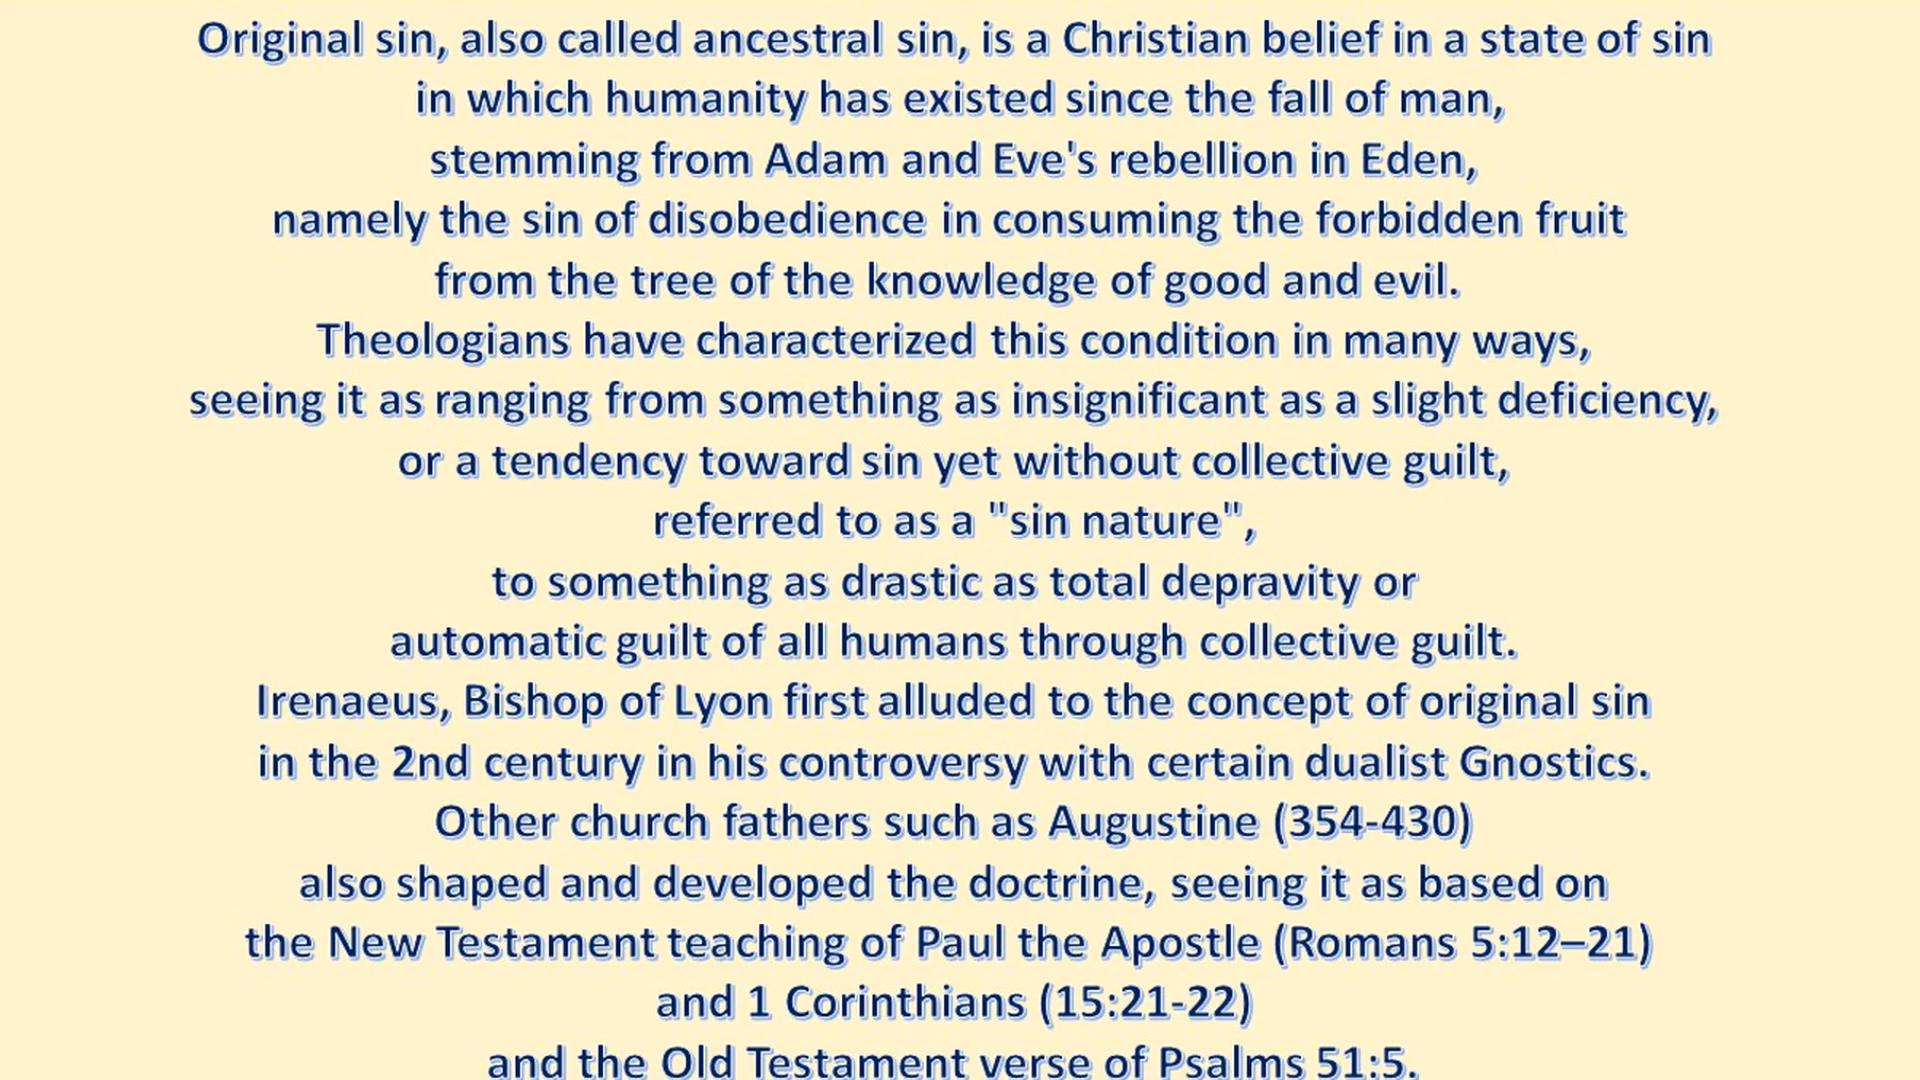 Original sin, also called ancestral sin, is a Christian belief in a state of sin
in which humanity has existed since the fall of man,
stemming from Adam and Eve's rebellion in Eden,
namely the sin of disobedience in consuming the forbidden fruit
from the tree of the knowledge of good and evil.
Theologians have characterized this condition in many ways,
seeing it as ranging from something as insignificant as a slight deficiency,
or a tendency toward sin yet without collective guilt,
referred to as a "sin nature",
to something as drastic as total depravity or
automatic guilt of all humans through collective guilt.
Irenaeus, Bishop of Lyon first alluded to the concept of original sin
in the 2nd century in his controversy with certain dualist Gnostics.
Other church fathers such as Augustine (354-430)
also shaped and developed the doctrine, seeing it as based on
the New Testament teaching of Paul the Apostle (Romans 5:12–21)
and 1 Corinthians (15:21-22)
and the Old Testament verse of Psalms 51:5.